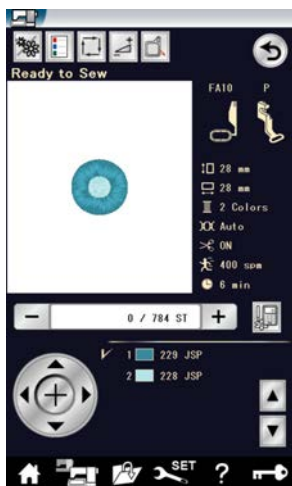 Ready to Sew
FA10 P
28 mm
28 mm
2 Colors
Auto
ON
400 spm
6 min
− 0 / 784 ST +
1 229 JSP
2 228 JSP
SET ?